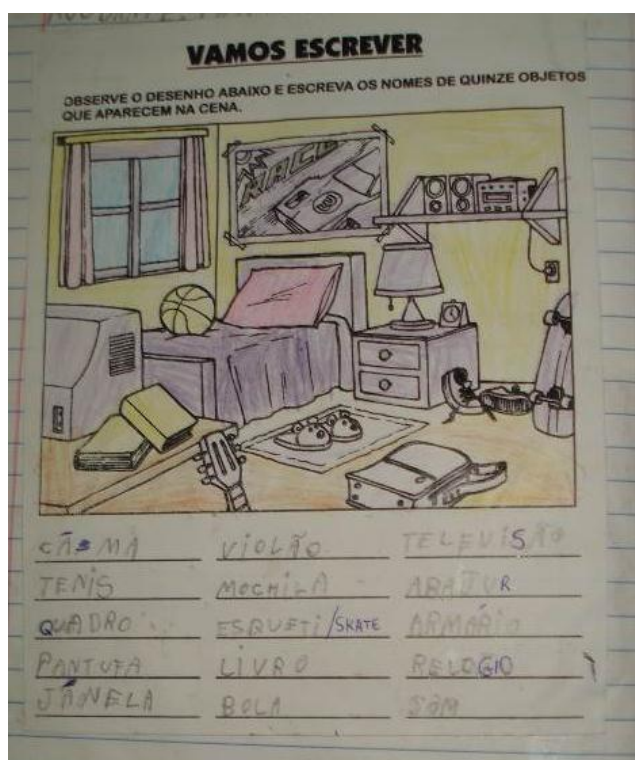 VAMOS ESCREVER
OBSERVE O DESENHO ABAIXO E ESCREVA OS NOMES DE QUINZE OBJETOS
QUE APARECEM NA CENA.
RACE
CAMA VIOLÃO TELEVISÃO
TENIS MOCHILA ABAJUR
QUADRO ESQUETI/SKATE ARMÁRIO
PANTUFA LIVRO RELOGIO
JANELA BOLA SOM